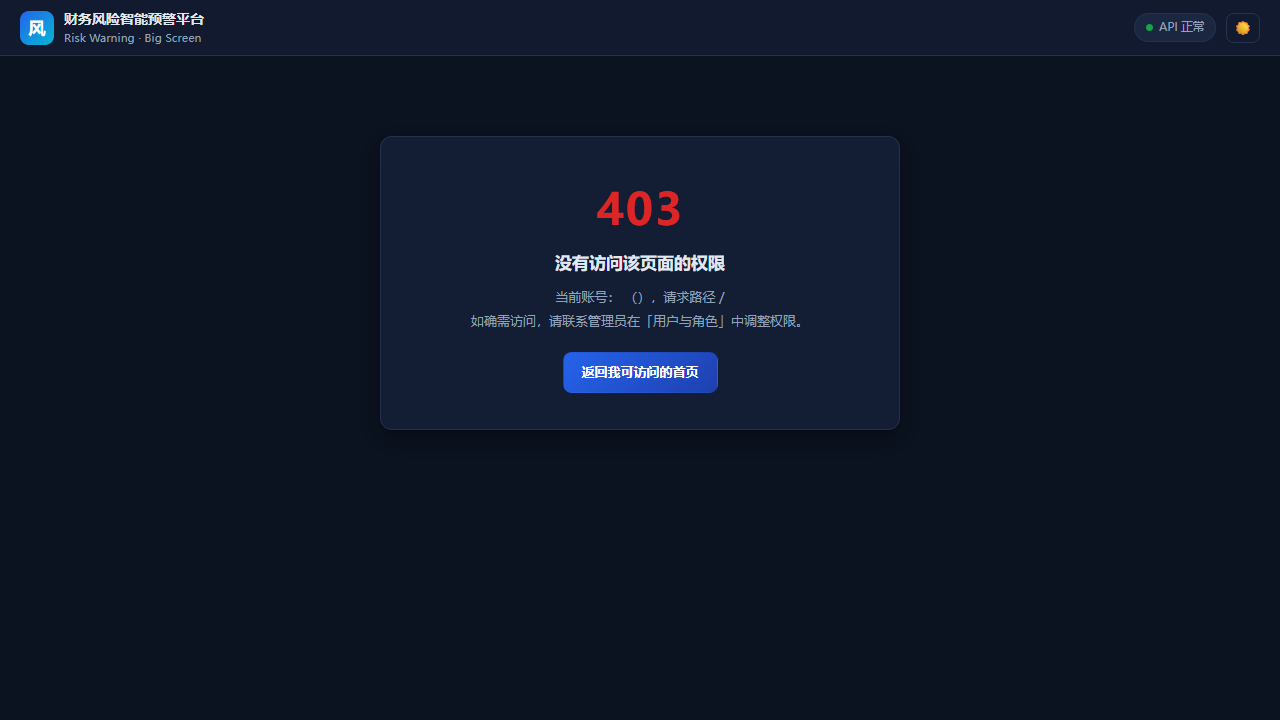 风
财务风险智能预警平台
Risk Warning · Big Screen
API 正常
403
没有访问该页面的权限
当前账号： （），请求路径 /
如确需访问，请联系管理员在「用户与角色」中调整权限。
返回我可访问的首页